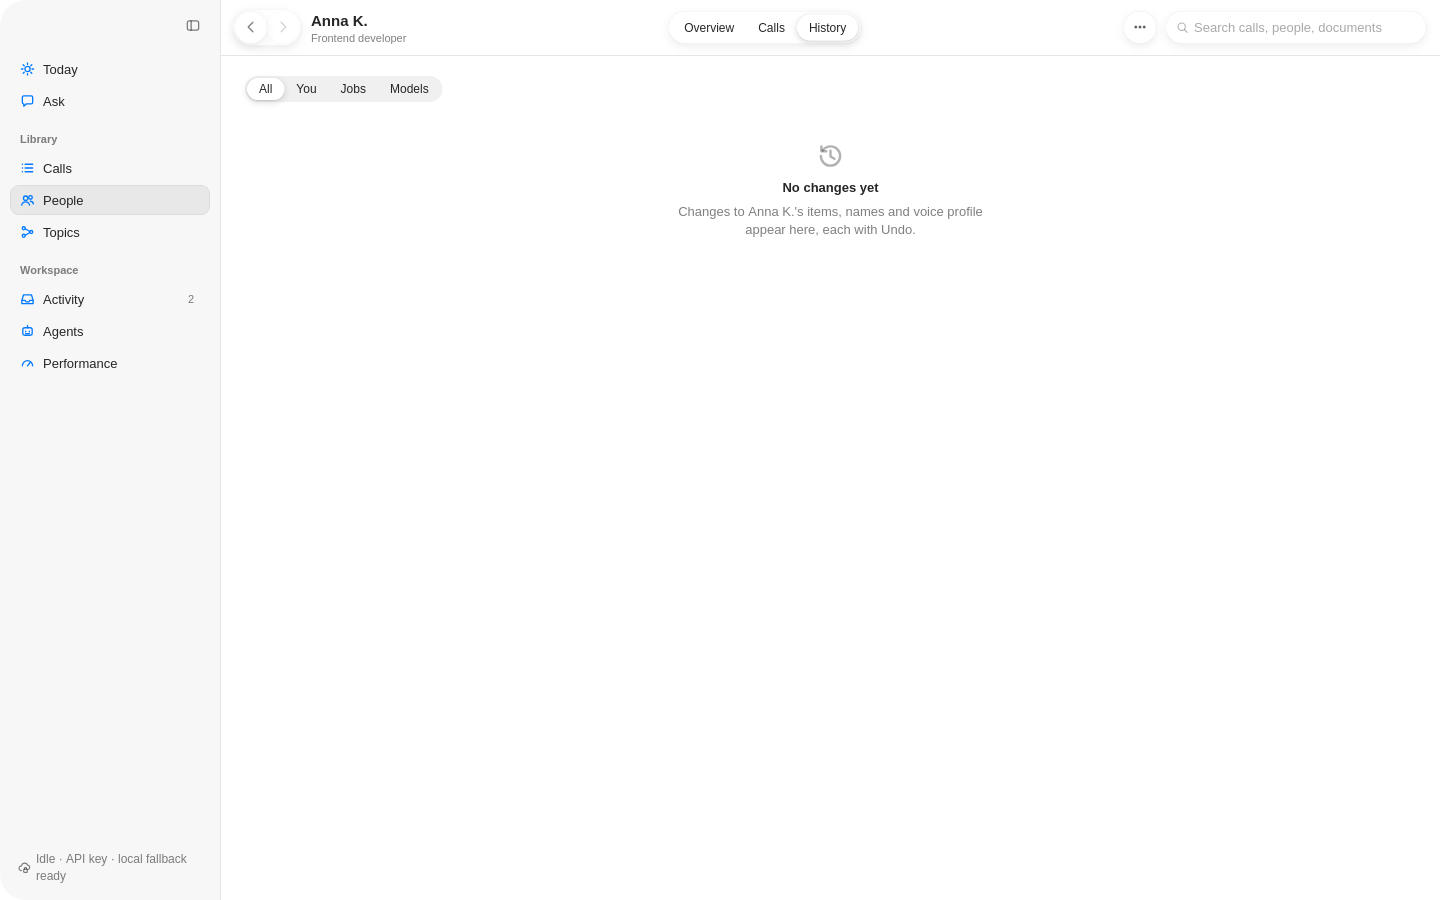 Today
Ask
Library
Calls
People
Topics
Workspace
Activity 2
Agents
Performance
Idle · API key · local fallback
ready
Anna K.
Frontend developer
Overview Calls History
Search calls, people, documents
All You Jobs Models
No changes yet
Changes to Anna K.'s items, names and voice profile
appear here, each with Undo.